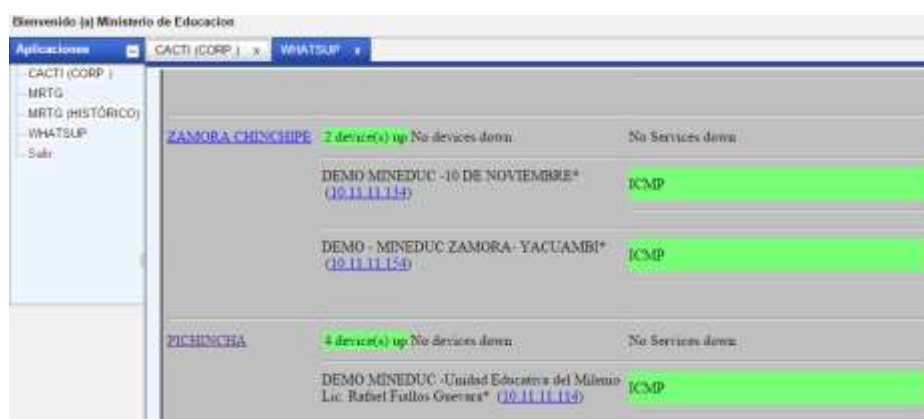 Bienvenido (a) Ministerio de Educacion
Aplicaciones
CACTI (CORP.) x
WHATSUP x
CACTI (CORP.)
MRTG
MRTG (HISTÓRICO)
WHATSUP
Salir
ZAMORA CHINCHIPE 2 device(s) up No devices down No Services down
DEMO MINEDUC -10 DE NOVIEMBRE* ICMP
(10.11.11.134)
DEMO - MINEDUC ZAMORA- YACUAMBI* ICMP
(10.11.11.154)
PICHINCHA 4 device(s) up No devices down No Services down
DEMO MINEDUC -Unidad Educativa del Milenio ICMP
Lic. Rafael Fiallos Guevara* (10.11.11.114)